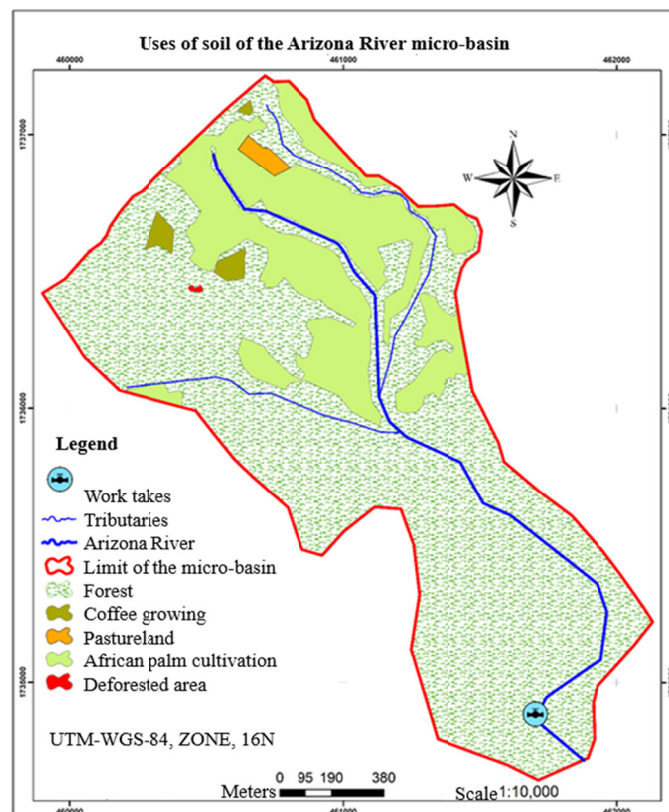 Uses of soil of the Arizona River micro-basin
460000 461000 462000
1737000
N
W E
S
1736000
Legend
Work takes
Tributaries
Arizona River
Limit of the micro-basin
Forest
Coffee growing
Pastureland
African palm cultivation
Deforested area
1735000
UTM-WGS-84, ZONE, 16N
Meters 0 95 190 380 Scale 1:10,000
460000 461000